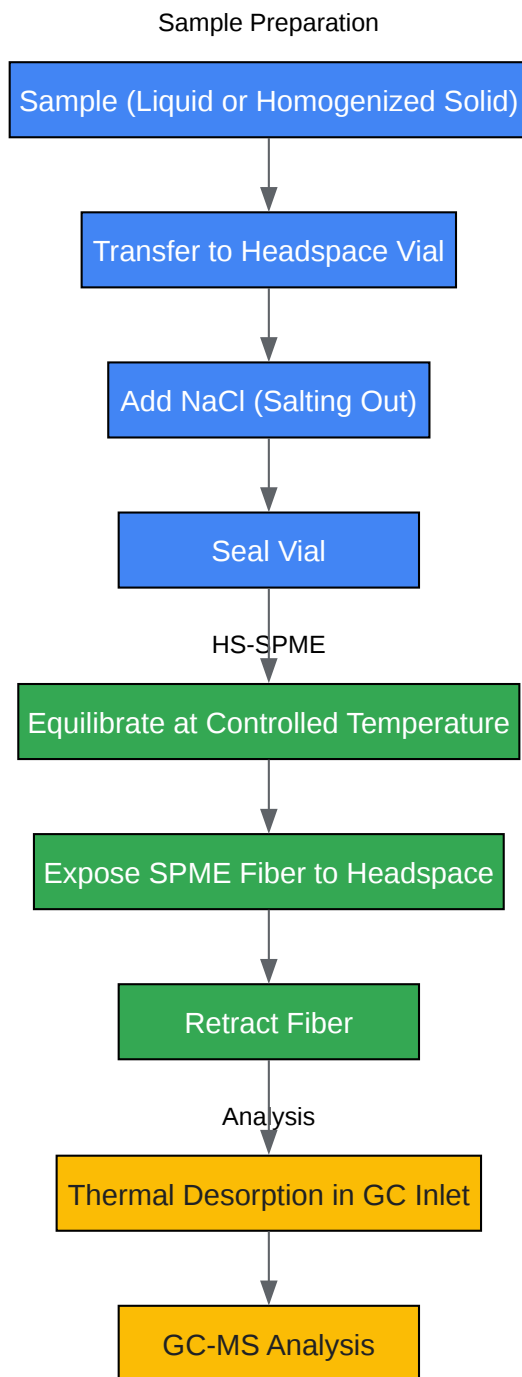 Sample Preparation
Sample (Liquid or Homogenized Solid)
Transfer to Headspace Vial
Add NaCl (Salting Out)
Seal Vial
HS-SPME
Equilibrate at Controlled Temperature
Expose SPME Fiber to Headspace
Retract Fiber
Analysis
Thermal Desorption in GC Inlet
GC-MS Analysis